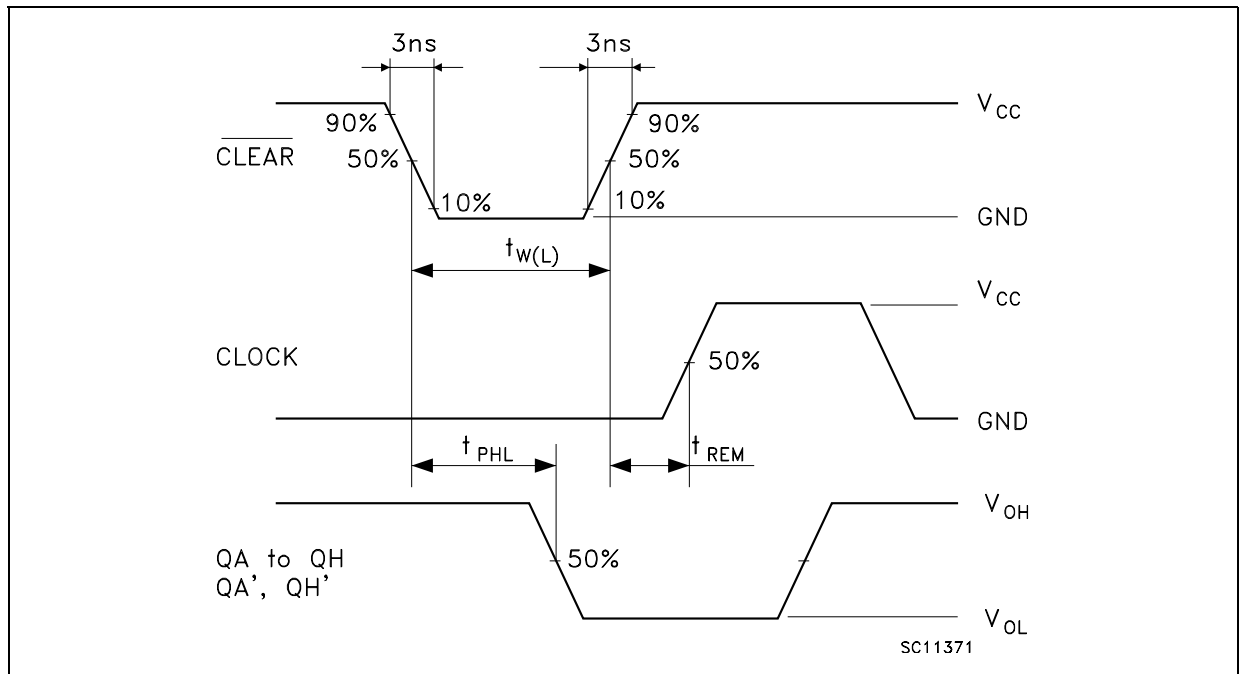 3ns 3ns
V CC
90% 90%
CLEAR 50% 50%
10% 10%
GND
tW(L)
V CC
CLOCK 50%
GND
t PHL t REM
V OH
QA to QH 50%
QA', QH'
V OL
SC11371